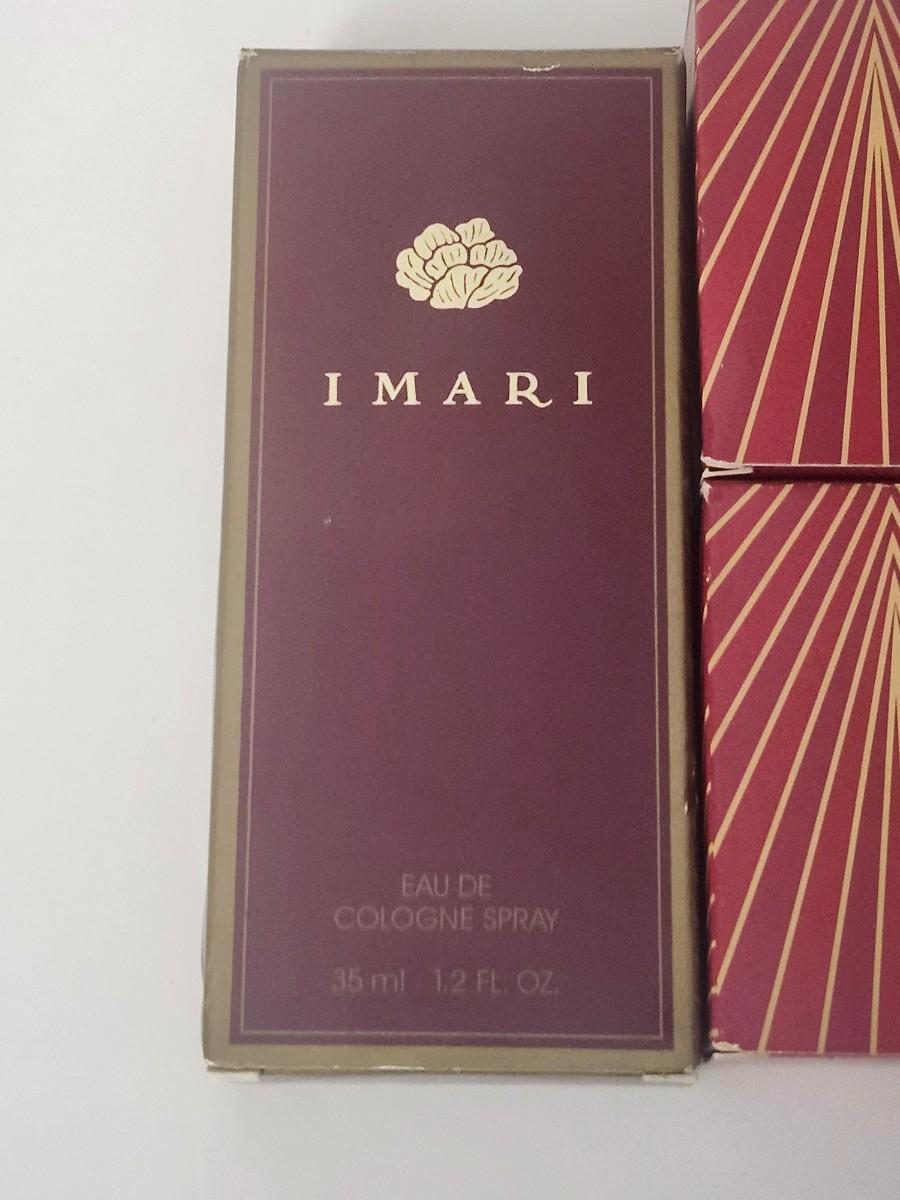 IMARI
EAU DE
COLOGNE SPRAY
35 ml 1.2 FL. OZ.